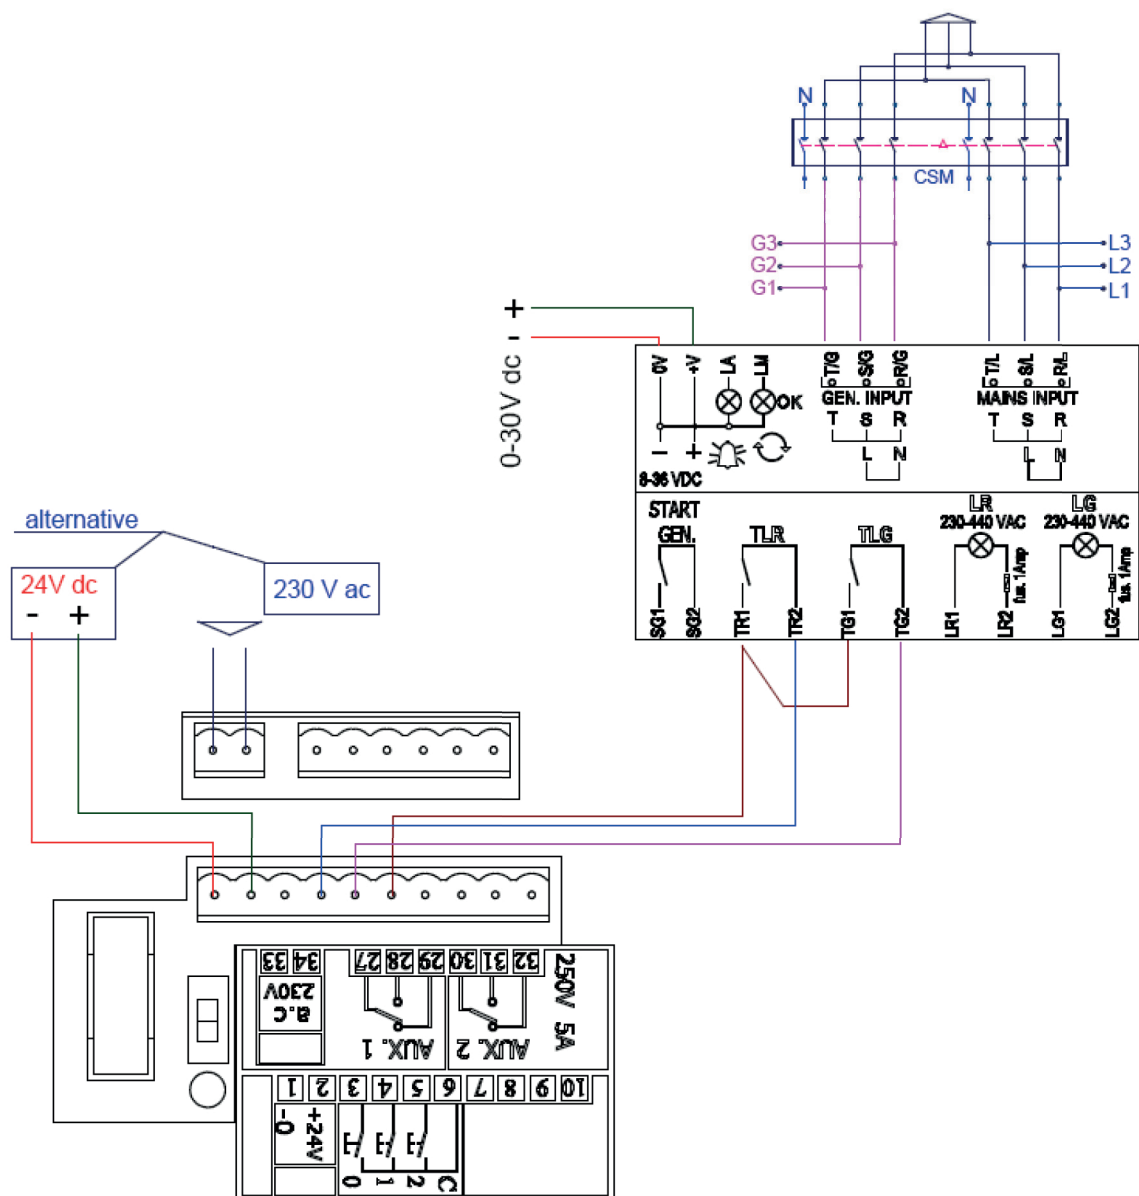 N N
CSM
G3 L3
G2 L2
G1 L1
+
-
0-30V dc
0V +V LA LM T/G S/G R/G T/L S/L R/L
OK GEN. INPUT MAINS INPUT
T S R T S R
L N L N
- +
8-36 VDC
START GEN. TLR TLG LR 230-440 VAC LG 230-440 VAC
fus. 1Amp fus. 1Amp
SG1 SG2 TR1 TR2 TG1 TG2 LR1 LR2 LG1 LG2
alternative
24V dc
- +
230 V ac
33 34 27 28 29 30 31 32
230V a.c
AUX. 1 AUX. 2
250V 5A
1 2 3 4 5 6 7 8 9 10
-0 +24V
0 1 2 C